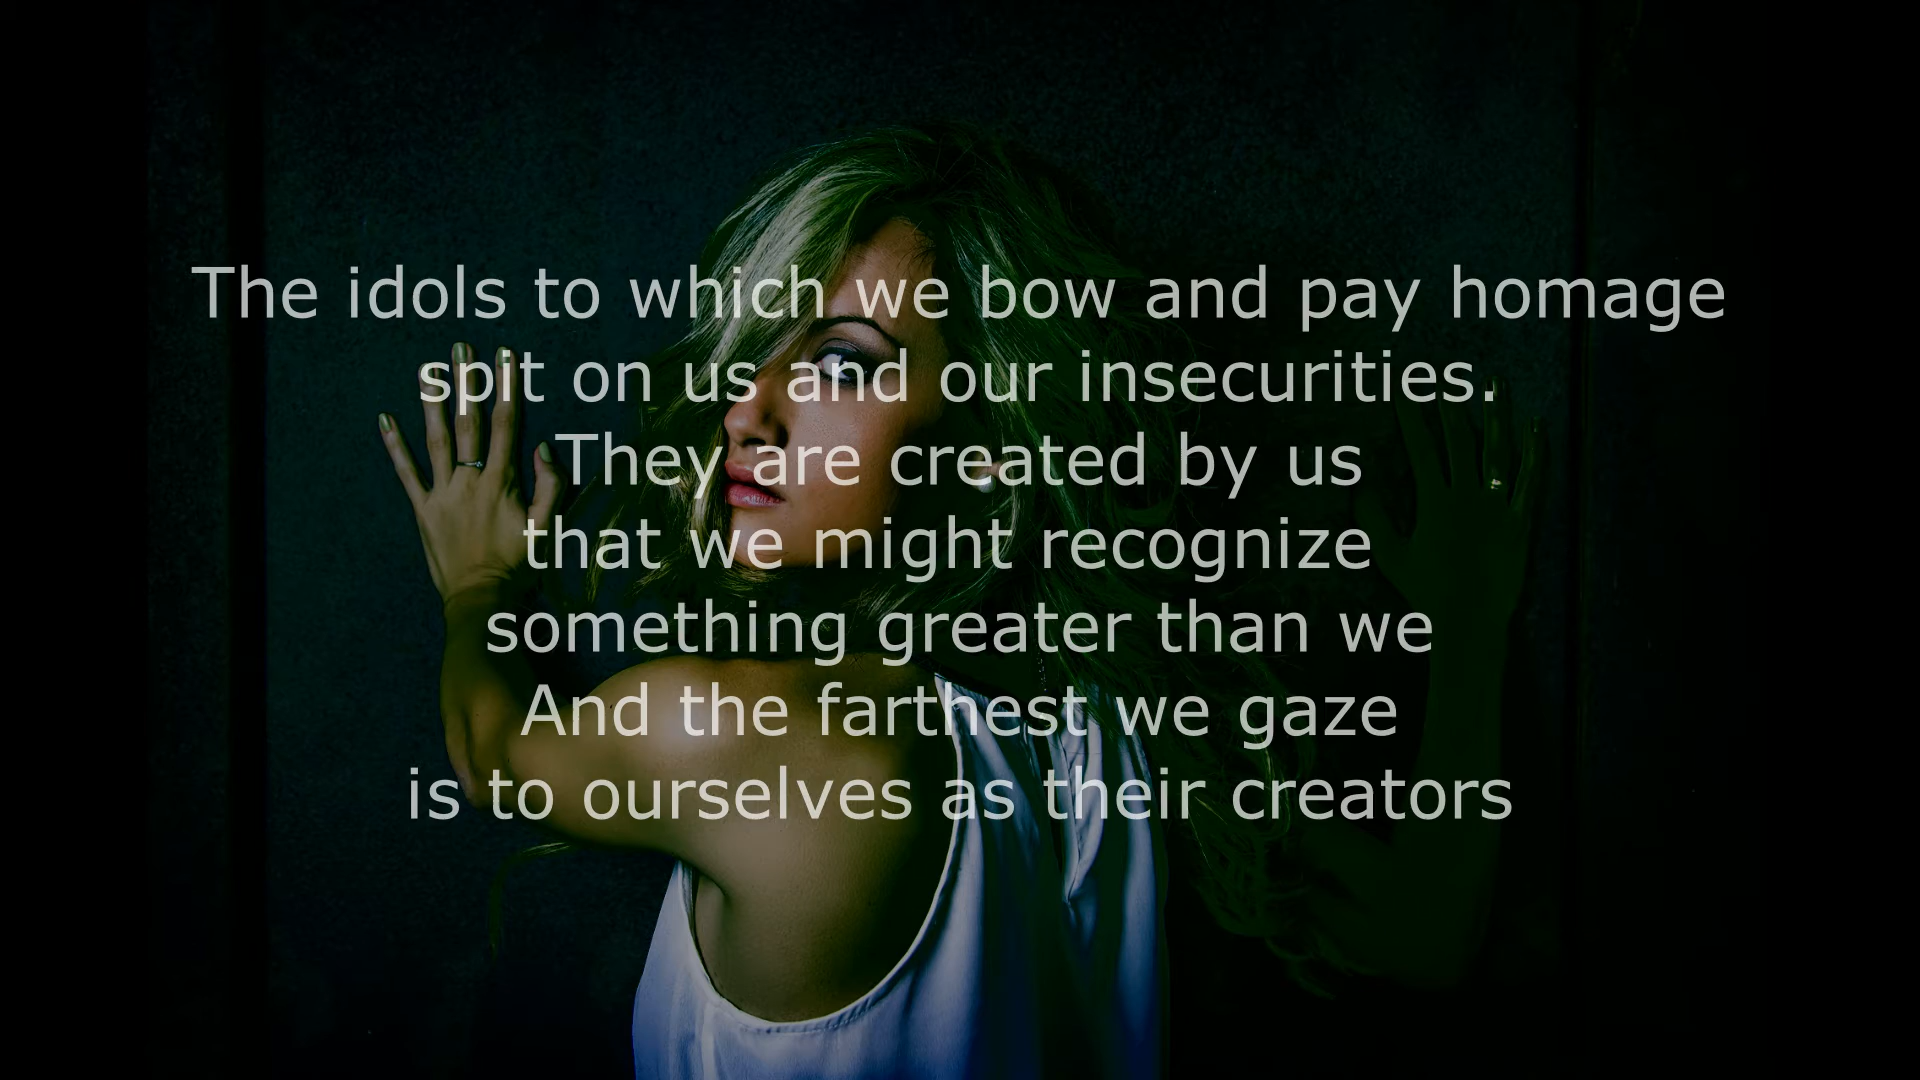 The idols to which we bow and pay homage
spit on us and our insecurities.
They are created by us
that we might recognize
something greater than we
And the farthest we gaze
is to ourselves as their creators